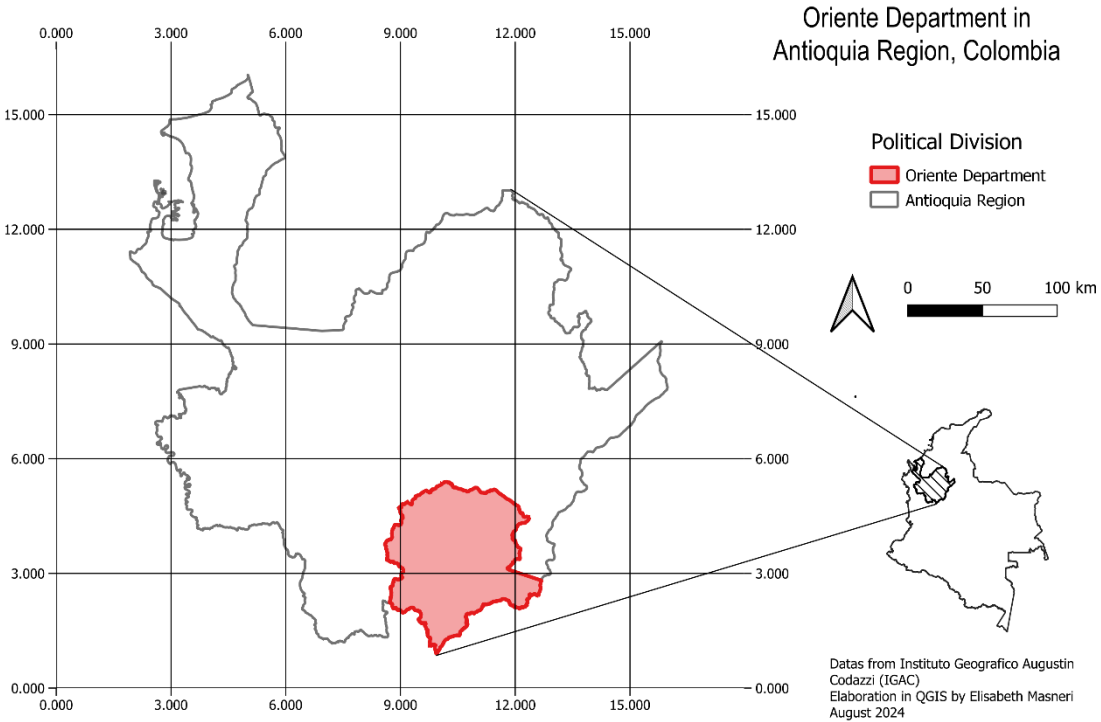 Oriente Department in
Antioquia Region, Colombia
0.000 3.000 6.000 9.000 12.000 15.000
15.000 15.000
12.000 12.000
9.000 9.000
6.000 6.000
3.000 3.000
0.000 0.000
0.000 3.000 6.000 9.000 12.000 15.000
Political Division
Oriente Department
Antioquia Region
0 50 100 km
Datas from Instituto Geografico Augustin
Codazzi (IGAC)
Elaboration in QGIS by Elisabeth Masneri
August 2024